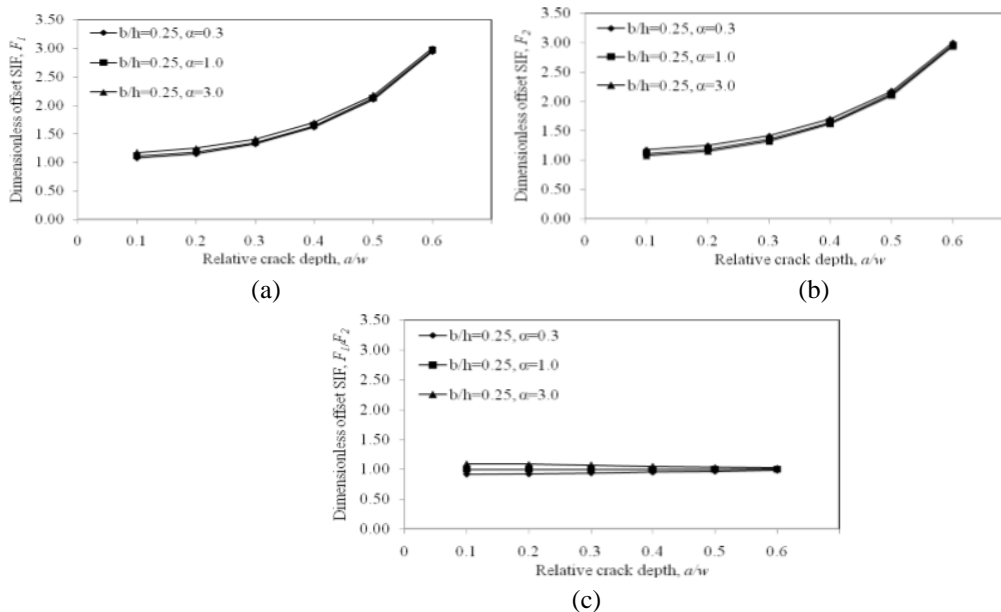 Dimensionless offset SIF, F1
3.50
3.00
2.50
2.00
1.50
1.00
0.50
0.00
b/h=0.25, α=0.3
b/h=0.25, α=1.0
b/h=0.25, α=3.0
0 0.1 0.2 0.3 0.4 0.5 0.6
Relative crack depth, a/w
(a)
Dimensionless offset SIF, F2
3.50
3.00
2.50
2.00
1.50
1.00
0.50
0.00
b/h=0.25, α=0.3
b/h=0.25, α=1.0
b/h=0.25, α=3.0
0 0.1 0.2 0.3 0.4 0.5 0.6
Relative crack depth, a/w
(b)
Dimensionless offset SIF, F1/F2
3.50
3.00
2.50
2.00
1.50
1.00
0.50
0.00
b/h=0.25, α=0.3
b/h=0.25, α=1.0
b/h=0.25, α=3.0
0 0.1 0.2 0.3 0.4 0.5 0.6
Relative crack depth, a/w
(c)